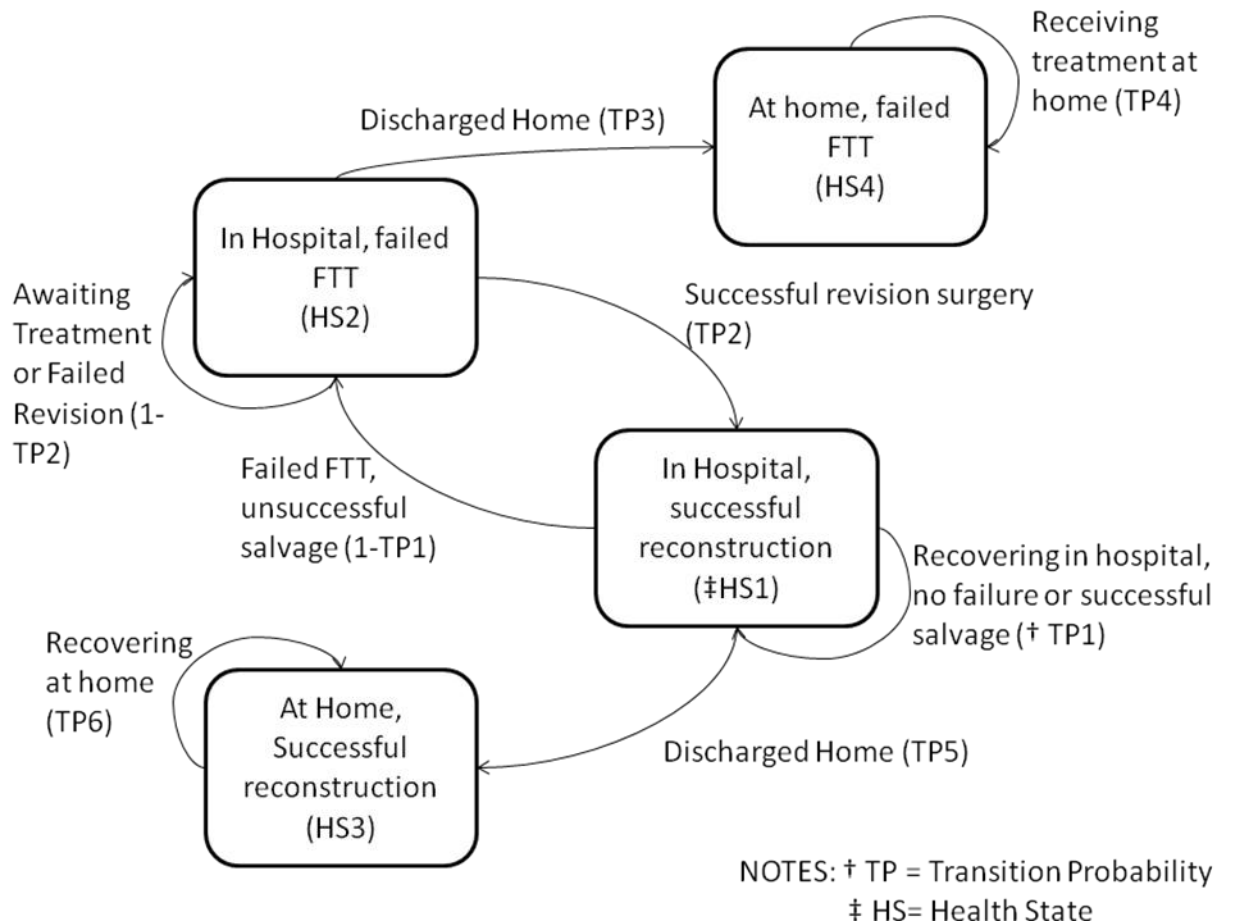 Receiving
treatment at
home (TP4)
At home, failed
FTT
(HS4)
Discharged Home (TP3)
In Hospital, failed
FTT
(HS2)
Awaiting
Treatment
or Failed
Revision (1-
TP2)
Successful revision surgery
(TP2)
Failed FTT,
unsuccessful
salvage (1-TP1)
In Hospital,
successful
reconstruction
(‡HS1)
Recovering in hospital,
no failure or successful
salvage († TP1)
Recovering
at home
(TP6)
At Home,
Successful
reconstruction
(HS3)
Discharged Home (TP5)
NOTES: † TP = Transition Probability
‡ HS= Health State